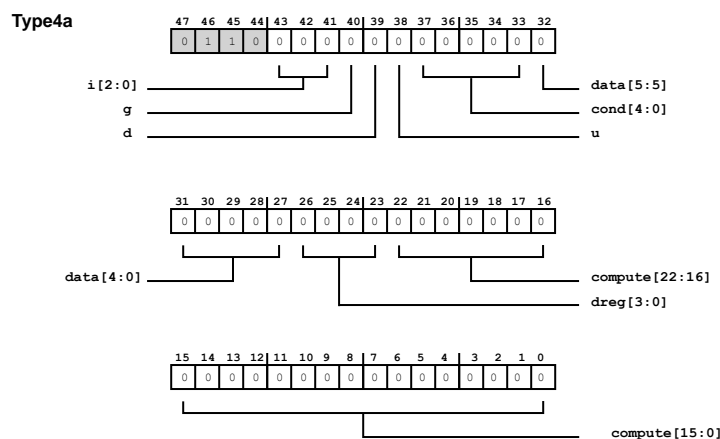 Type4a
47 46 45 44 43 42 41 40 39 38 37 36 35 34 33 32
0 1 1 0 0 0 0 0 0 0 0 0 0 0 0 0
i[2:0] data[5:5]
g cond[4:0]
d u
31 30 29 28 27 26 25 24 23 22 21 20 19 18 17 16
0 0 0 0 0 0 0 0 0 0 0 0 0 0 0 0
data[4:0] compute[22:16]
dreg[3:0]
15 14 13 12 11 10 9 8 7 6 5 4 3 2 1 0
0 0 0 0 0 0 0 0 0 0 0 0 0 0 0 0
compute[15:0]